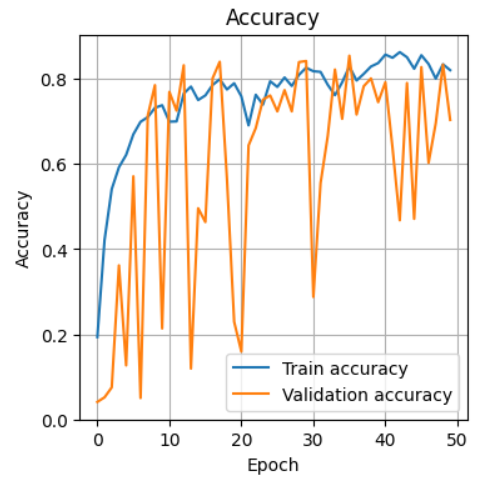 Accuracy
0.8
0.6
Accuracy
0.4
0.2
0.0
Train accuracy
Validation accuracy
0 10 20 30 40 50
Epoch